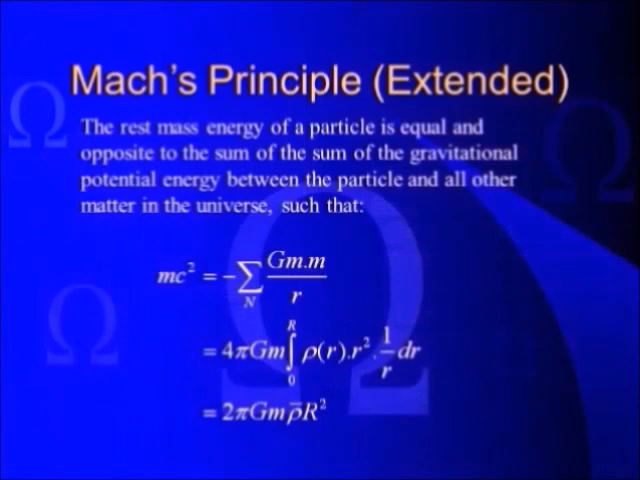 Mach's Principle (Extended)
The rest mass energy of a particle is equal and
opposite to the sum of the sum of the gravitational
potential energy between the particle and all other
matter in the universe, such that:
mc² = -∑_N Gm.m / r
= 4πGm ∫₀^R ρ(r).r². 1/r dr
= 2πGmρ̄R²